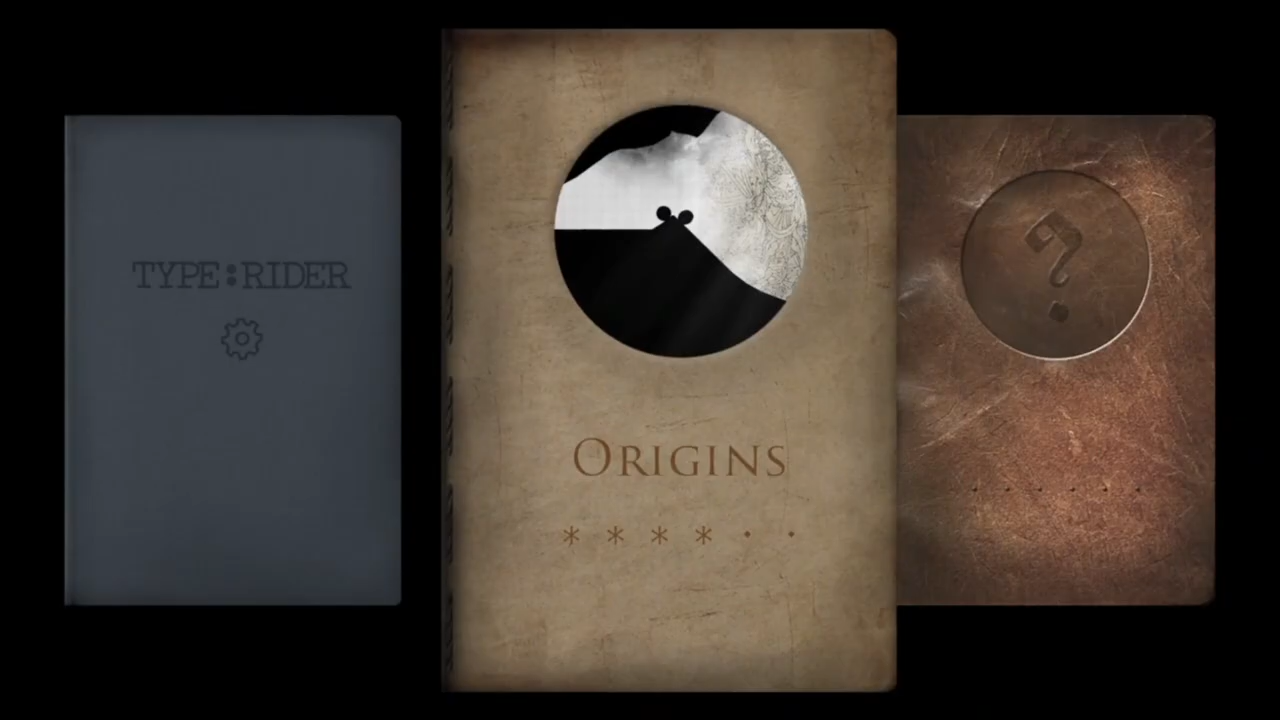 TYPE:RIDER
ORIGINS
* * * * · ·
?